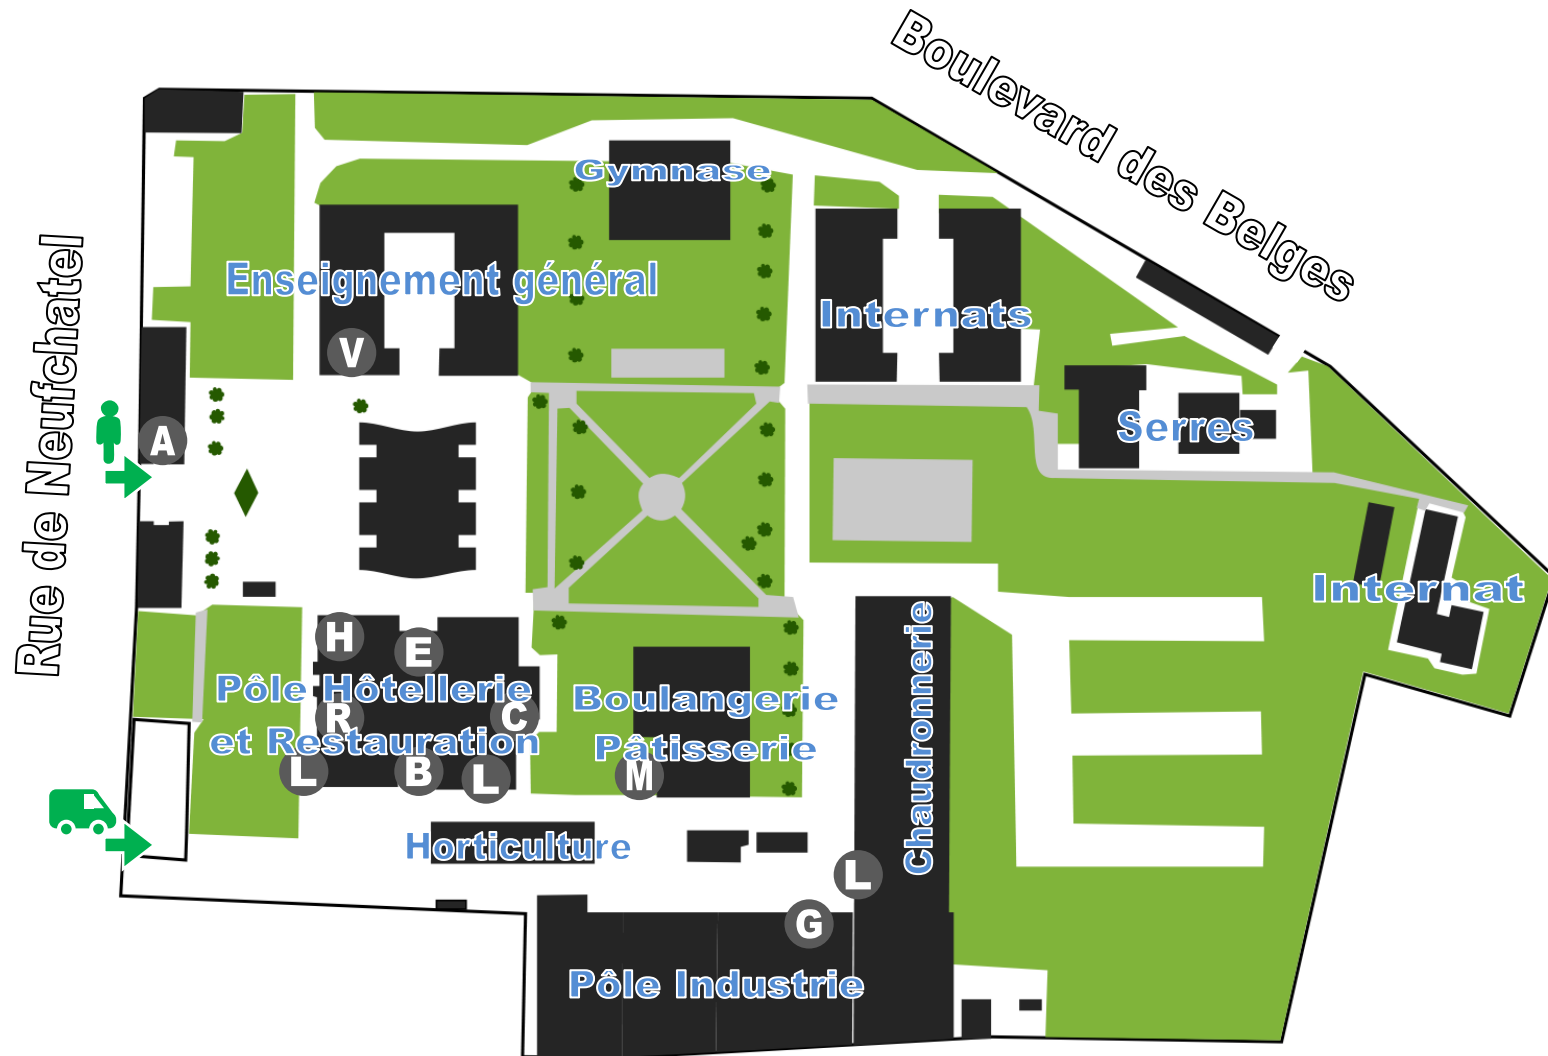 Boulevard des Belges
Gymnase
Enseignement général
Internats
V
Rue de Neufchatel
A
Serres
Internat
H
E
Pôle Hôtellerie
R
C
et Restauration
L
B
L
Boulangerie
Pâtisserie
M
Chaudronnerie
Horticulture
L
G
Pôle Industrie